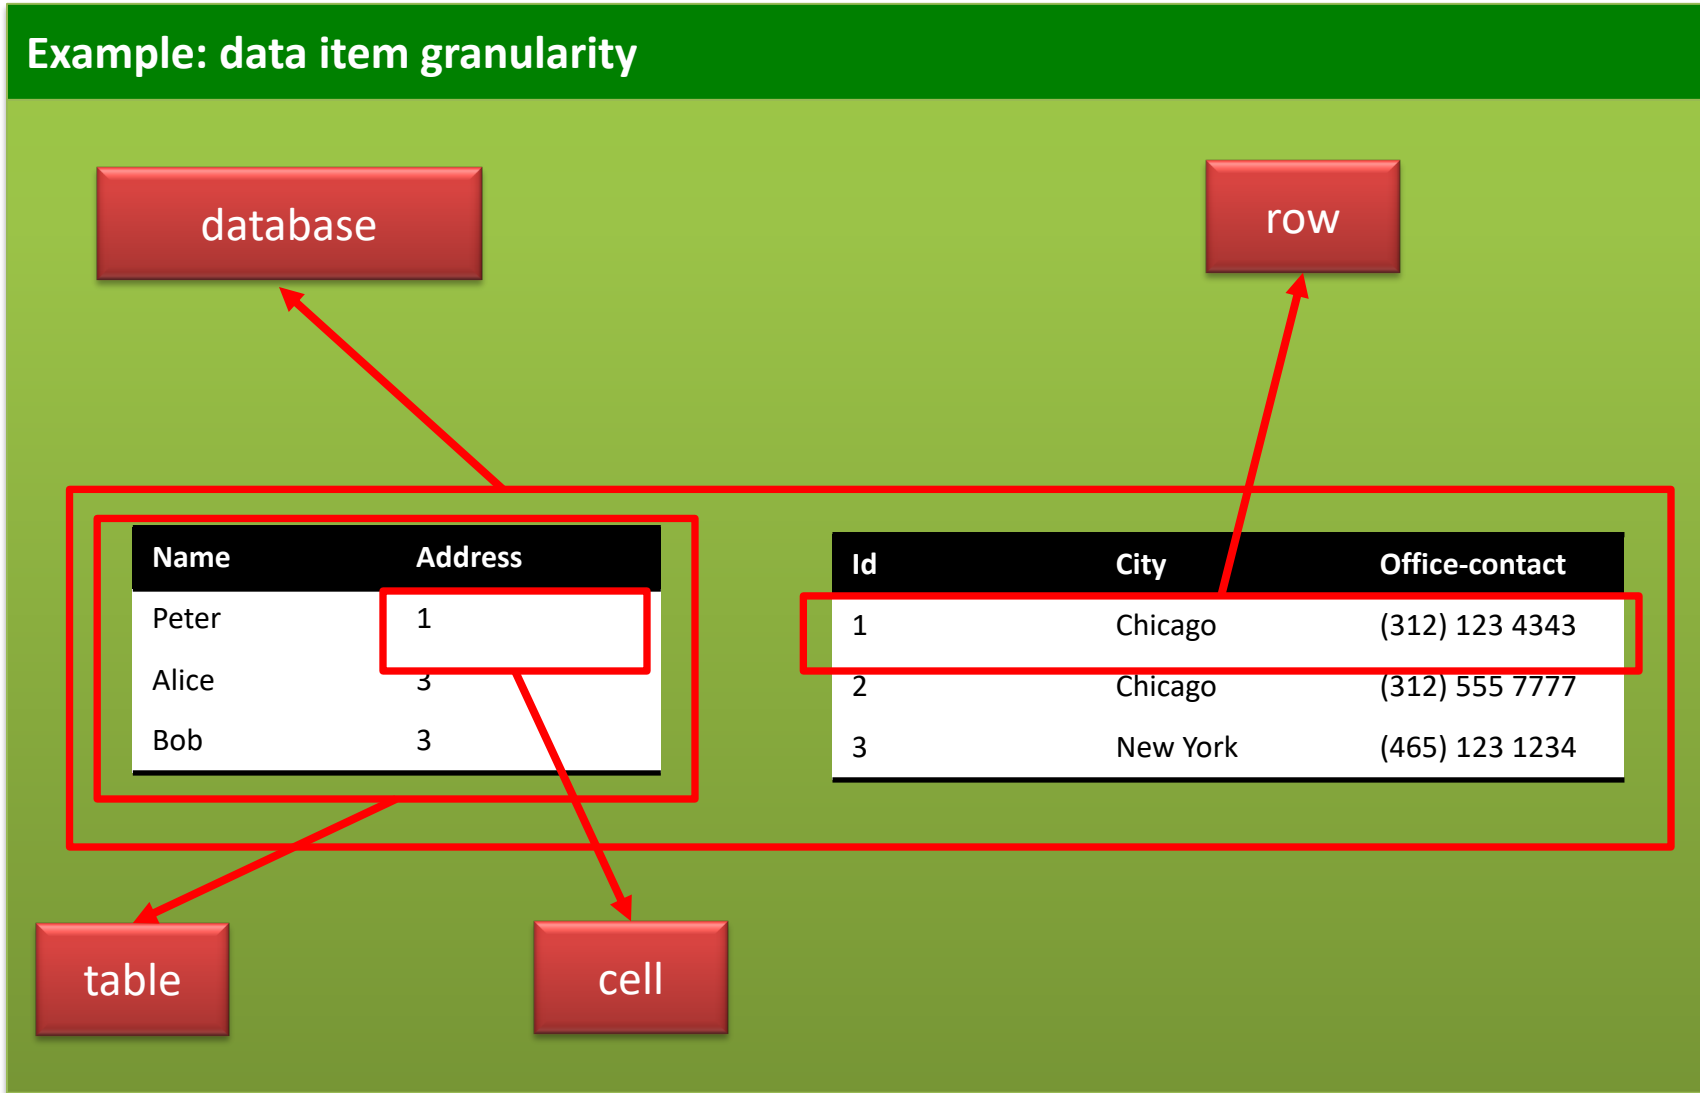 Example: data item granularity
database
row
Name Address
Peter 1
Alice 3
Bob 3
Id City Office-contact
1 Chicago (312) 123 4343
2 Chicago (312) 555 7777
3 New York (465) 123 1234
table
cell